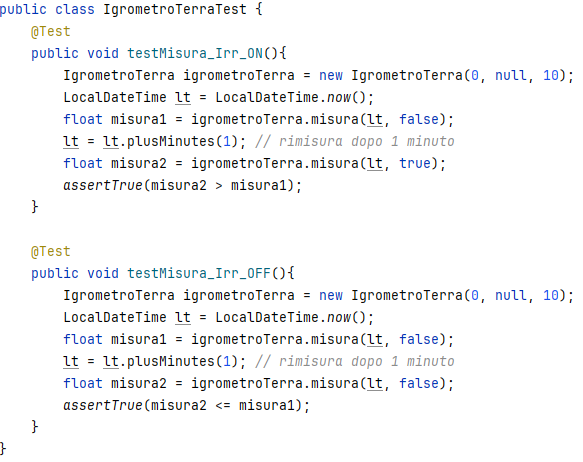 public class IgrometroTerraTest {
    @Test
    public void testMisura_Irr_ON(){
        IgrometroTerra igrometroTerra = new IgrometroTerra(0, null, 10);
        LocalDateTime lt = LocalDateTime.now();
        float misura1 = igrometroTerra.misura(lt, false);
        lt = lt.plusMinutes(1); // rimisura dopo 1 minuto
        float misura2 = igrometroTerra.misura(lt, true);
        assertTrue(misura2 > misura1);
    }

    @Test
    public void testMisura_Irr_OFF(){
        IgrometroTerra igrometroTerra = new IgrometroTerra(0, null, 10);
        LocalDateTime lt = LocalDateTime.now();
        float misura1 = igrometroTerra.misura(lt, false);
        lt = lt.plusMinutes(1); // rimisura dopo 1 minuto
        float misura2 = igrometroTerra.misura(lt, false);
        assertTrue(misura2 <= misura1);
    }
}